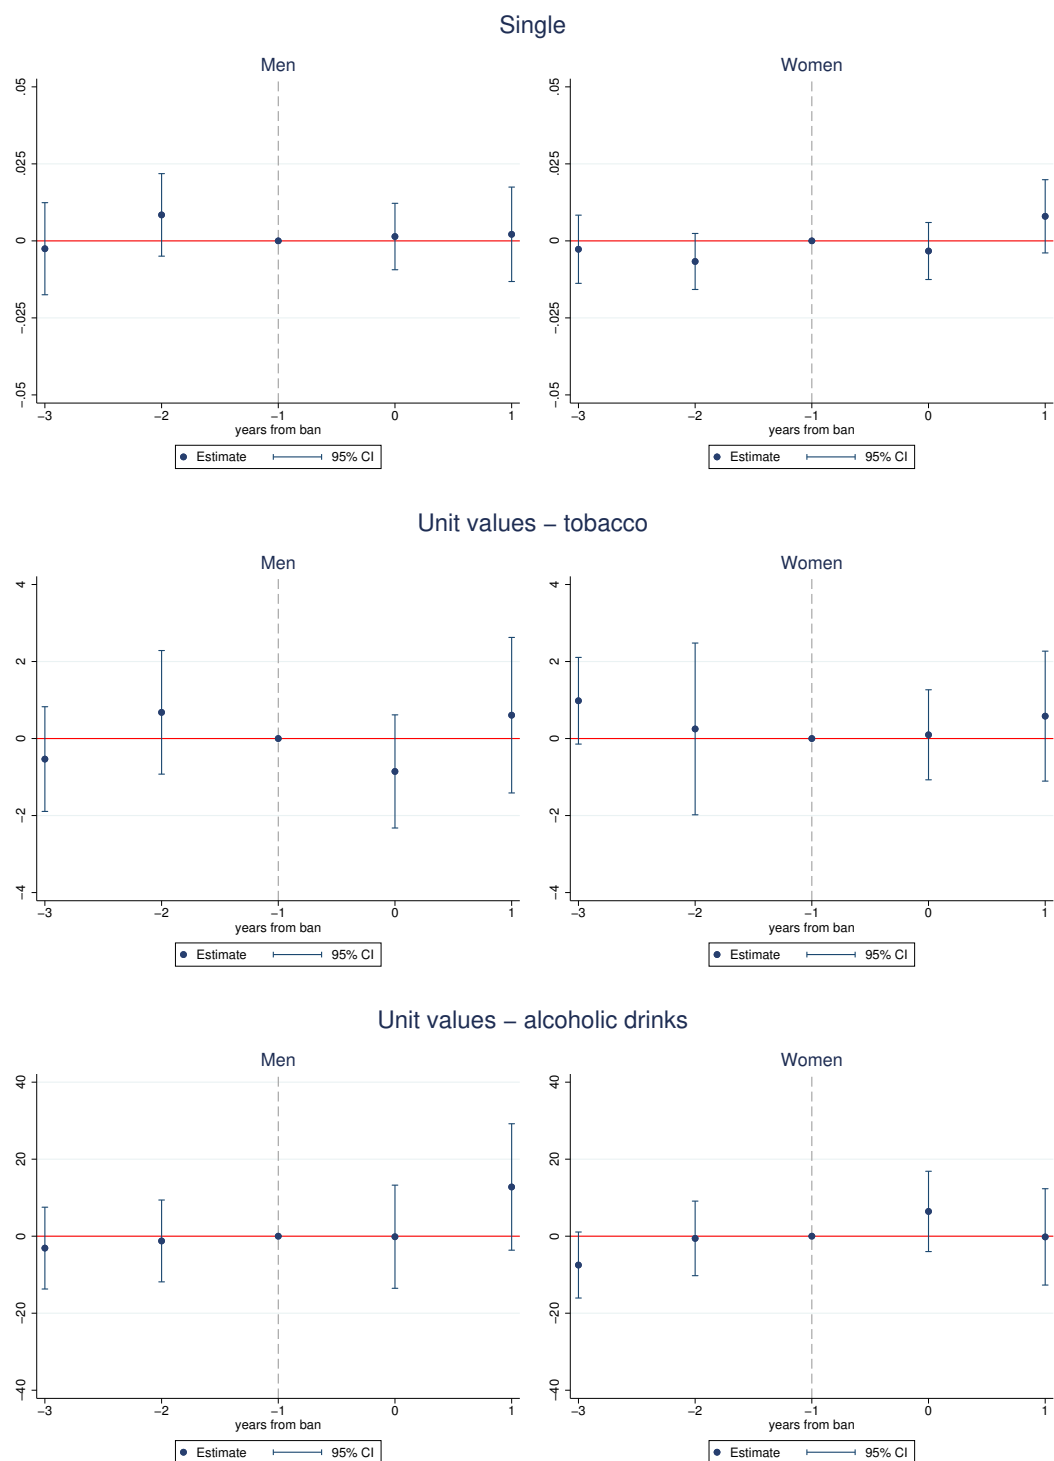 Single
Men
Women
.05
.025
0
−.025
−.05
−3
−2
−1
0
1
years from ban
Estimate
95% CI
.05
.025
0
−.025
−.05
−3
−2
−1
0
1
years from ban
Estimate
95% CI
Unit values − tobacco
Men
Women
4
2
0
−2
−4
−3
−2
−1
0
1
years from ban
Estimate
95% CI
4
2
0
−2
−4
−3
−2
−1
0
1
years from ban
Estimate
95% CI
Unit values − alcoholic drinks
Men
Women
40
20
0
−20
−40
−3
−2
−1
0
1
years from ban
Estimate
95% CI
40
20
0
−20
−40
−3
−2
−1
0
1
years from ban
Estimate
95% CI